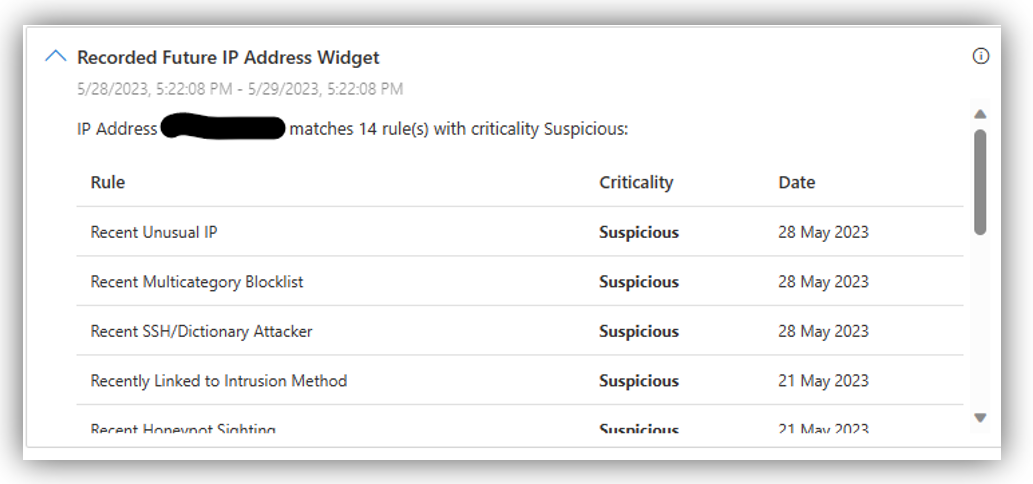 Recorded Future IP Address Widget
5/28/2023, 5:22:08 PM - 5/29/2023, 5:22:08 PM
IP Address matches 14 rule(s) with criticality Suspicious:
Rule Criticality Date
Recent Unusual IP Suspicious 28 May 2023
Recent Multicategory Blocklist Suspicious 28 May 2023
Recent SSH/Dictionary Attacker Suspicious 28 May 2023
Recently Linked to Intrusion Method Suspicious 21 May 2023
Recent Honeypot Sighting Suspicious 21 May 2023